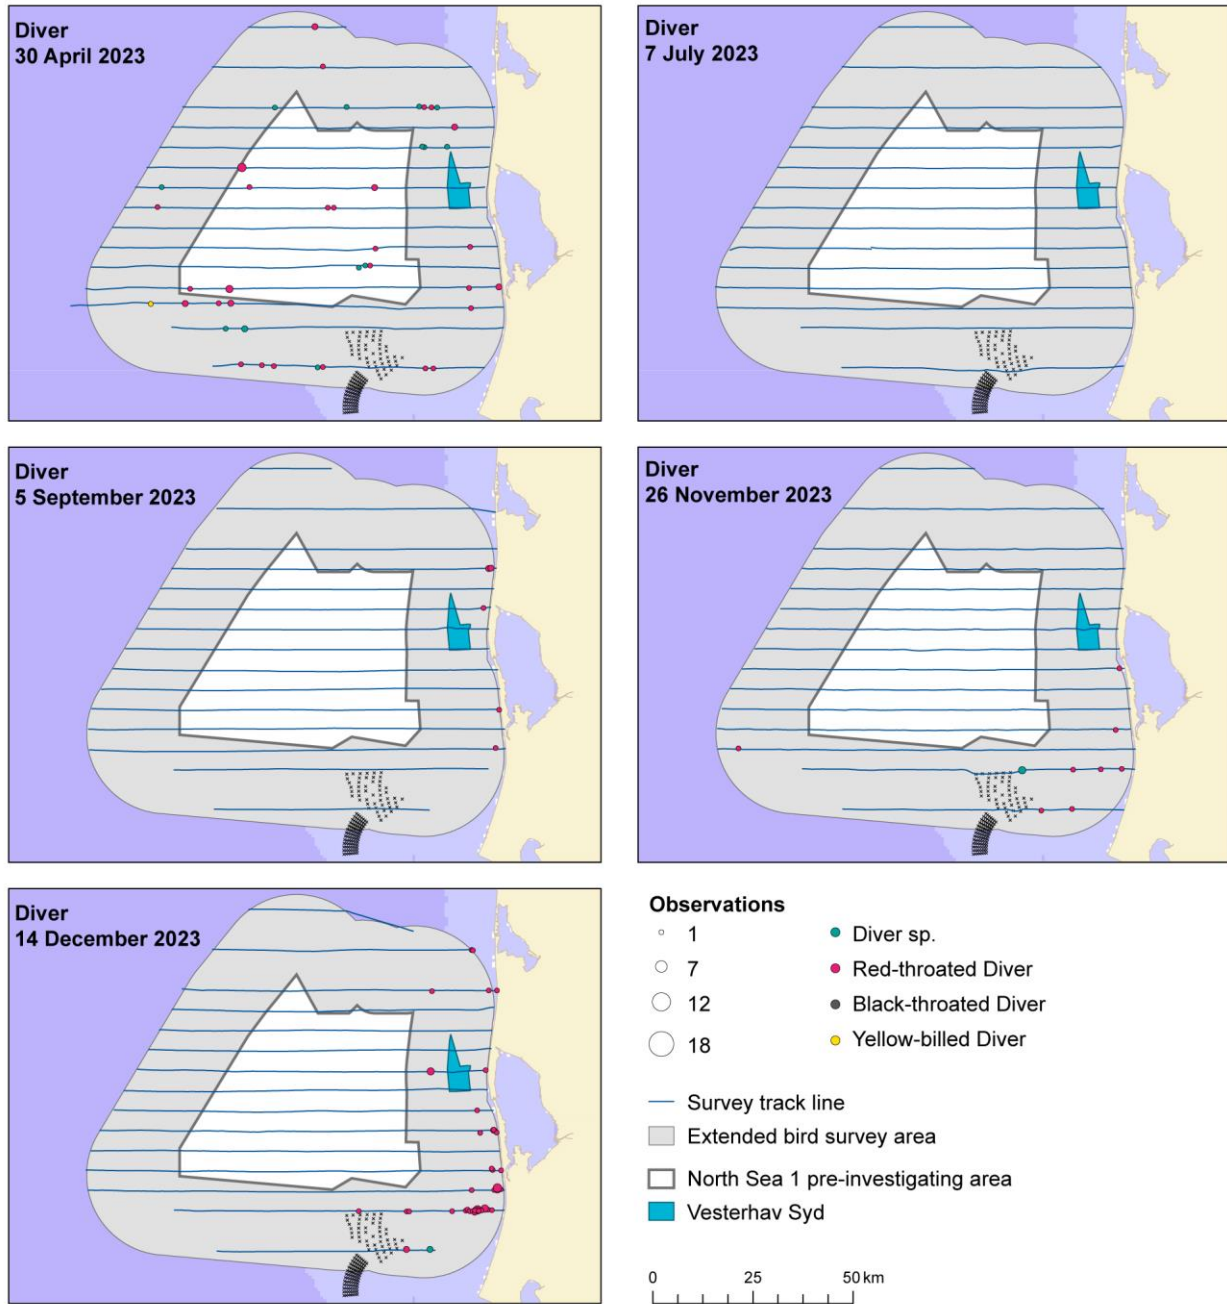 Diver
30 April 2023
Diver
7 July 2023
Diver
5 September 2023
Diver
26 November 2023
Diver
14 December 2023
Observations
1
7
12
18
Diver sp.
Red-throated Diver
Black-throated Diver
Yellow-billed Diver
Survey track line
Extended bird survey area
North Sea 1 pre-investigating area
Vesterhav Syd
0 25 50 km